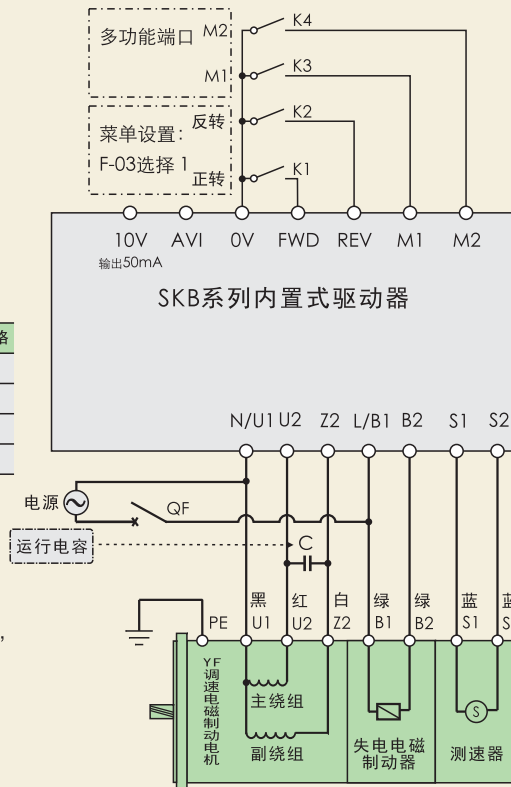 多功能端口
M2
K4
M1
K3
菜单设置:
反转
K2
F-03选择 1
正转
K1
10V AVI 0V FWD REV M1 M2
输出50mA
SKB系列内置式驱动器
N/U1 U2 Z2 L/B1 B2 S1 S2
电源
QF
运行电容
C
黑 红 白 绿 绿 蓝
PE U1 U2 Z2 B1 B2 S1
YF
调速电磁制动电机
主绕组
副绕组
失电电磁
制动器
S
测速器